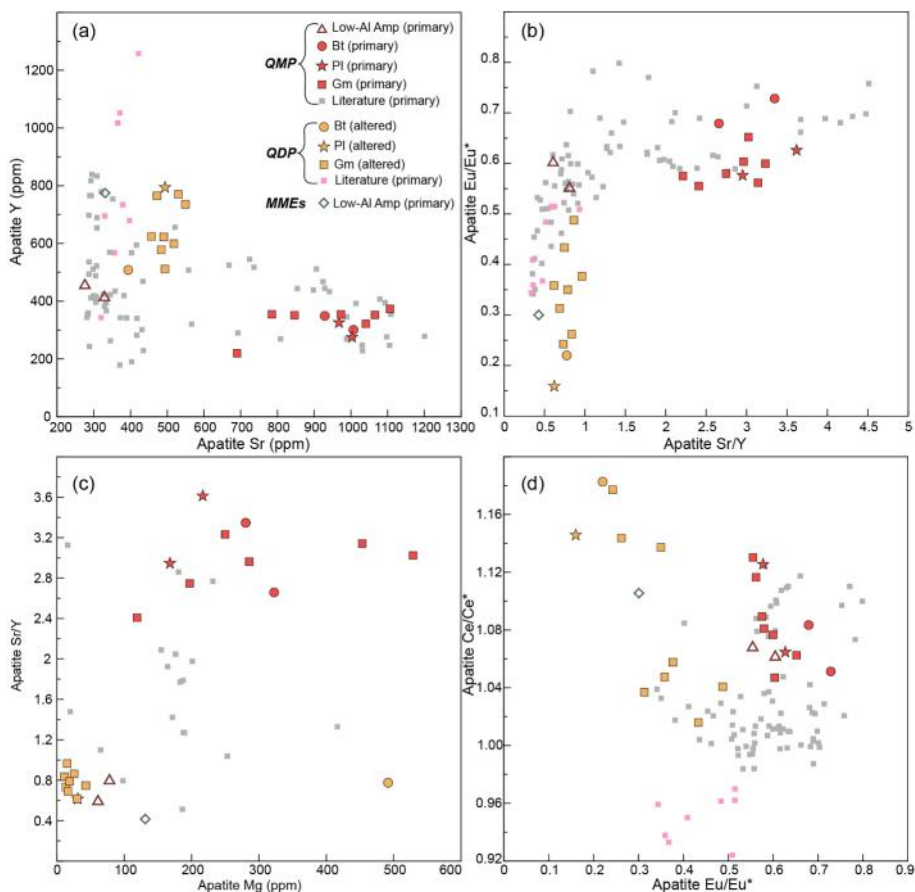 (a)
QMP
Low-Al Amp (primary)
Bt (primary)
Pl (primary)
Gm (primary)
Literature (primary)
QDP
Bt (altered)
Pl (altered)
Gm (altered)
Literature (primary)
MMEs
Low-Al Amp (primary)
Apatite Y (ppm)
1200
1000
800
600
400
200
0
200 300 400 500 600 700 800 900 1000 1100 1200 1300
Apatite Sr (ppm)
(b)
Apatite Eu/Eu*
0.9
0.8
0.7
0.6
0.5
0.4
0.3
0.2
0.1
0 0.5 1 1.5 2 2.5 3 3.5 4 4.5 5
Apatite Sr/Y
(c)
Apatite Sr/Y
3.6
3.2
2.8
2.4
2
1.6
1.2
0.8
0.4
0 100 200 300 400 500 600
Apatite Mg (ppm)
(d)
Apatite Ce/Ce*
1.16
1.12
1.08
1.04
1.00
0.96
0.92
0 0.1 0.2 0.3 0.4 0.5 0.6 0.7 0.8 0.9
Apatite Eu/Eu*